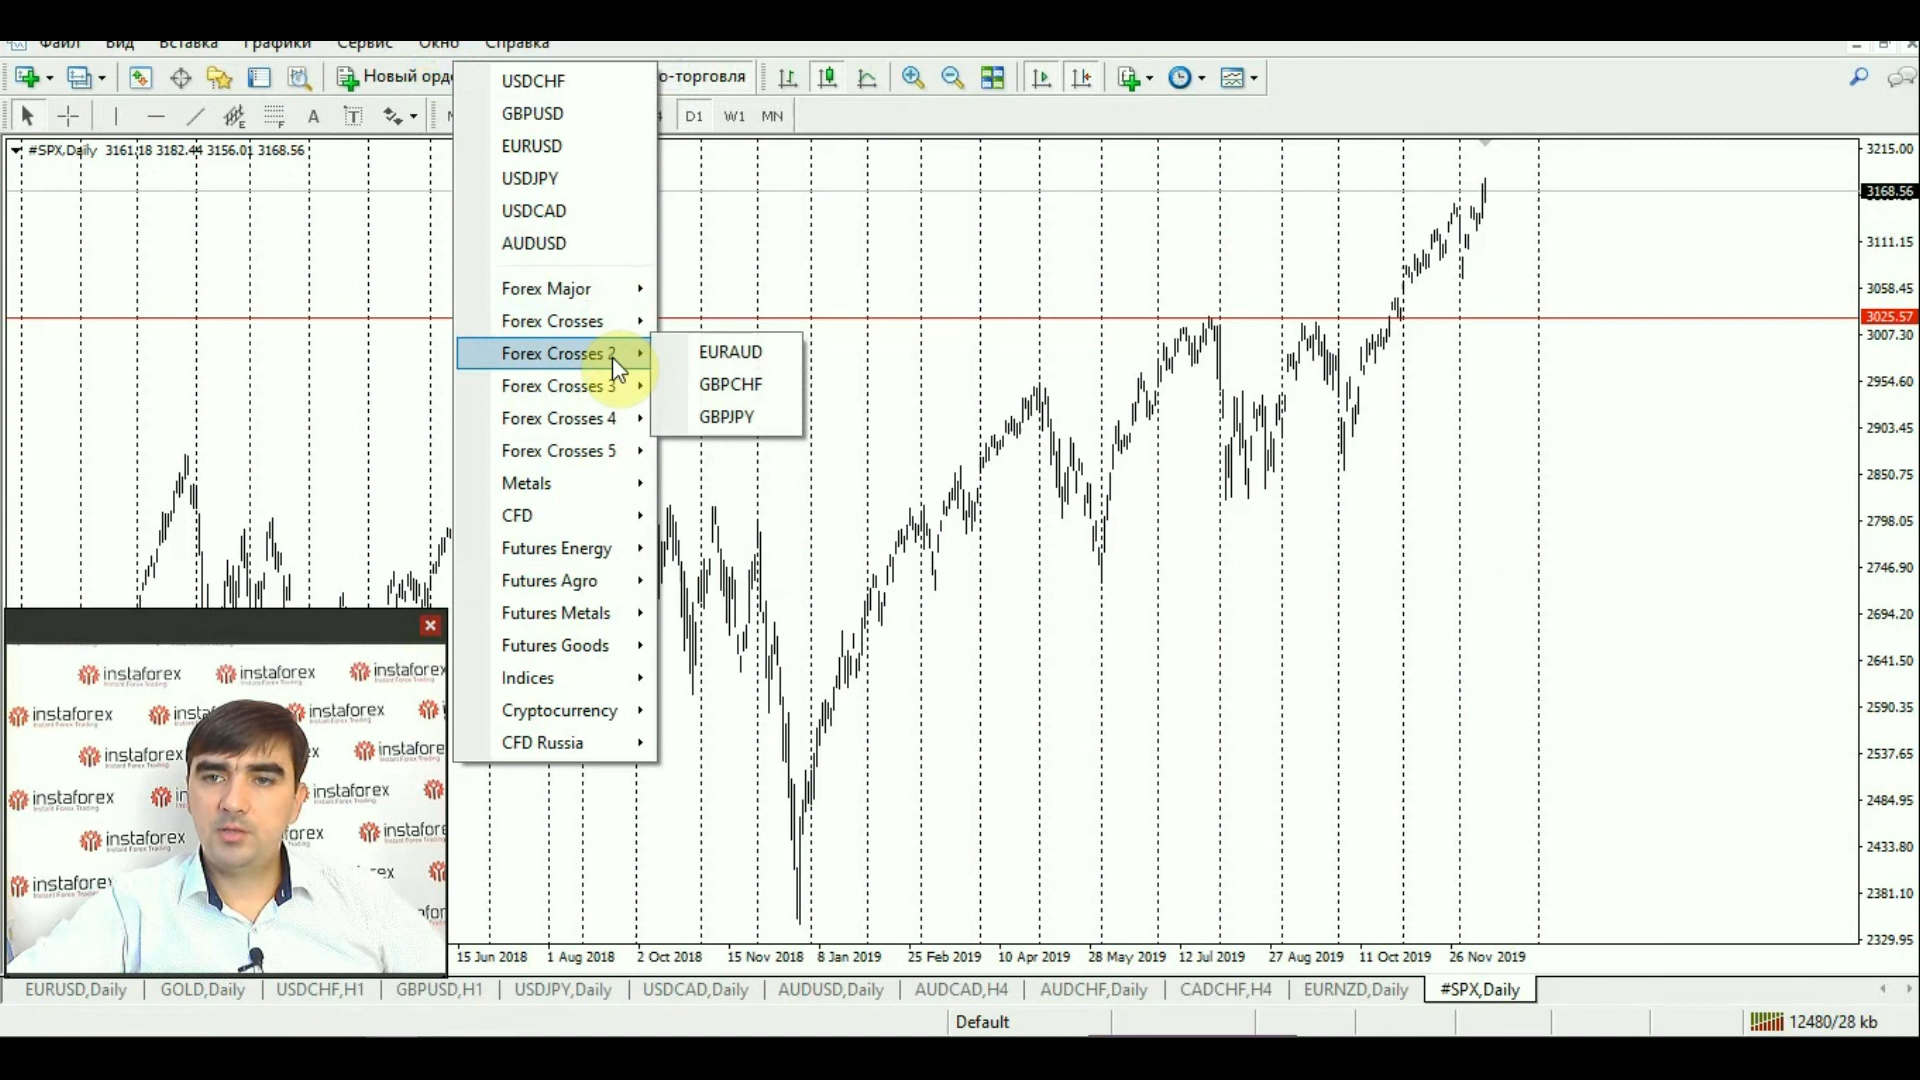 Файл Вид Вставка Графики Сервис Окно Справка
Новый орде
о-торговля
A T E F
D1 W1 MN
#SPX,Daily 3161.18 3182.44 3156.01 3168.56
USDCHF
GBPUSD
EURUSD
USDJPY
USDCAD
AUDUSD
Forex Major
Forex Crosses
Forex Crosses 2
Forex Crosses 3
Forex Crosses 4
Forex Crosses 5
Metals
CFD
Futures Energy
Futures Agro
Futures Metals
Futures Goods
Indices
Cryptocurrency
CFD Russia
EURAUD
GBPCHF
GBPJPY
3215.00
3168.56
3111.15
3058.45
3025.57
3007.30
2954.60
2903.45
2850.75
2798.05
2746.90
2694.20
2641.50
2590.35
2537.65
2484.95
2433.80
2381.10
2329.95
instaforex
Instant Forex Trading
15 Jun 2018 1 Aug 2018 2 Oct 2018 15 Nov 2018 8 Jan 2019 25 Feb 2019 10 Apr 2019 28 May 2019 12 Jul 2019 27 Aug 2019 11 Oct 2019 26 Nov 2019
EURUSD,Daily GOLD,Daily USDCHF,H1 GBPUSD,H1 USDJPY,Daily USDCAD,Daily AUDUSD,Daily AUDCAD,H4 AUDCHF,Daily CADCHF,H4 EURNZD,Daily #SPX,Daily
Default
12480/28 kb